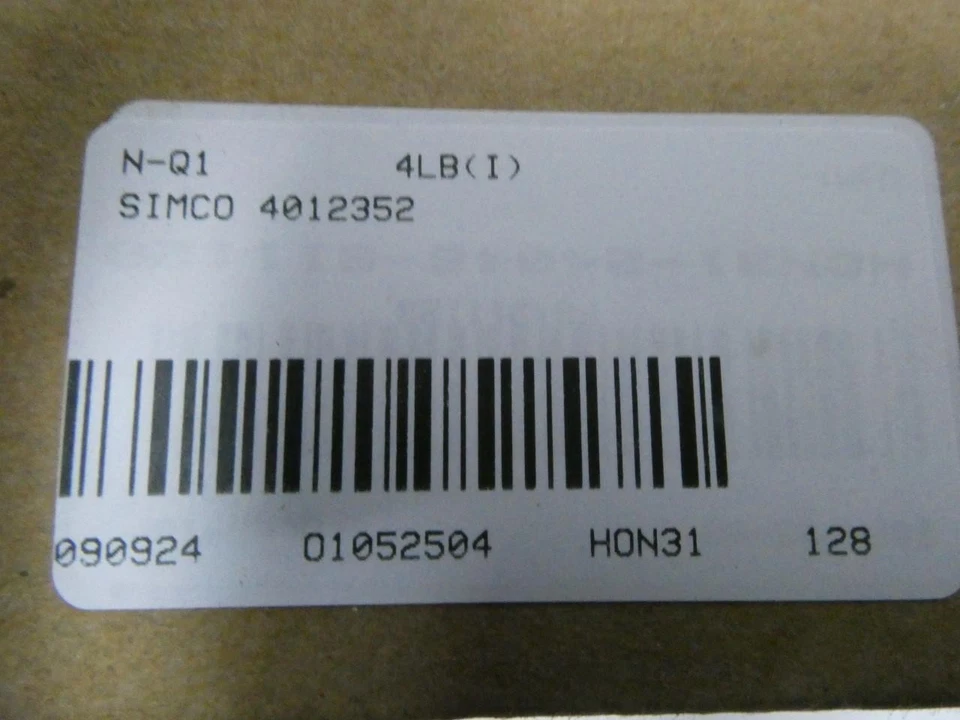 N-Q1 4LB(I)
SIMCO 4012352
090924 01052504 HON31 128